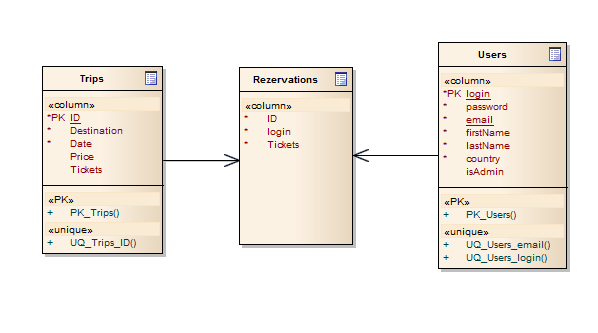 Trips
«column»
*PK ID
* Destination
* Date
Price
Tickets
«PK»
+ PK_Trips()
«unique»
+ UQ_Trips_ID()
Rezervations
«column»
* ID
* login
* Tickets
Users
«column»
*PK login
* password
* email
* firstName
* lastName
* country
isAdmin
«PK»
+ PK_Users()
«unique»
+ UQ_Users_email()
+ UQ_Users_login()